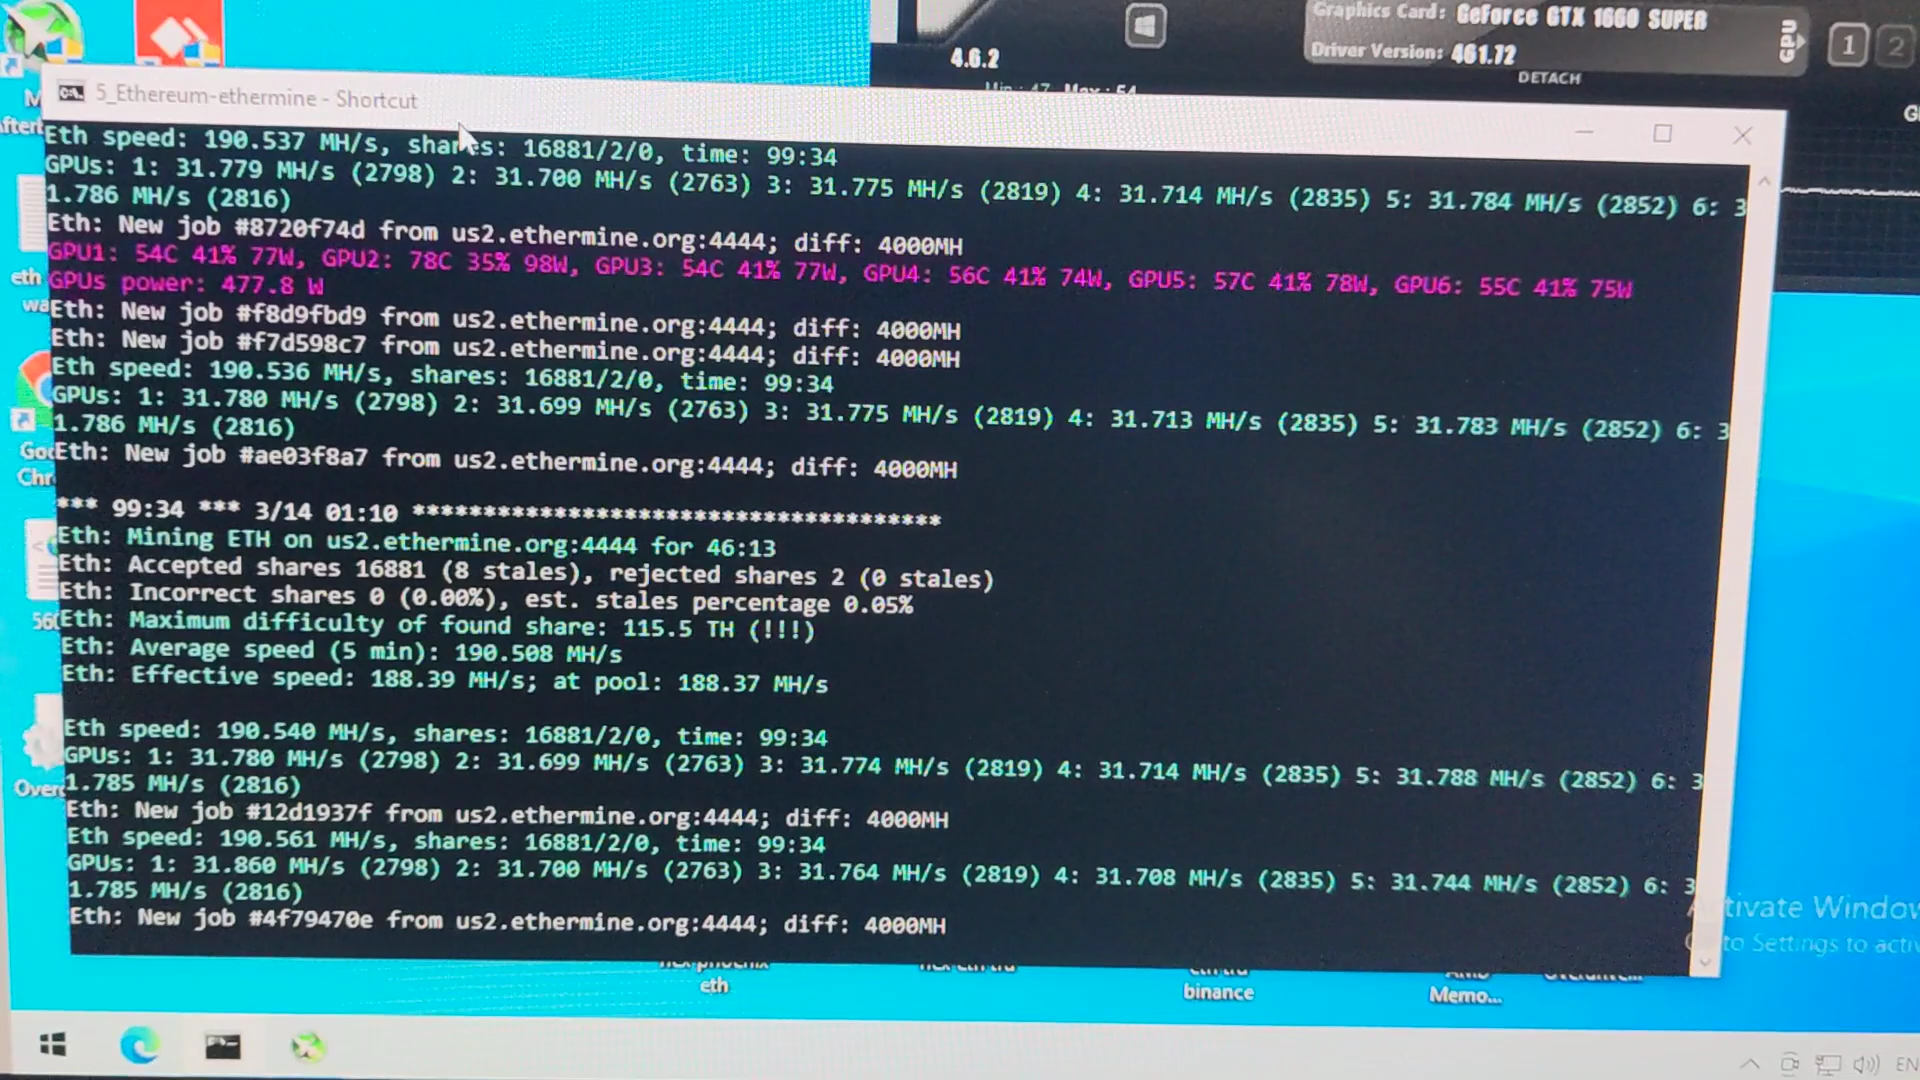 Graphics Card: GeForce GTX 1660 SUPER
Driver Version: 461.72
GPU
1 2
4.6.2
DETACH
5_Ethereum-ethermine - Shortcut
Eth speed: 190.537 MH/s, shares: 16881/2/0, time: 99:34
GPUs: 1: 31.779 MH/s (2798) 2: 31.700 MH/s (2763) 3: 31.775 MH/s (2819) 4: 31.714 MH/s (2835) 5: 31.784 MH/s (2852) 6: 3
1.786 MH/s (2816)
Eth: New job #8720f74d from us2.ethermine.org:4444; diff: 4000MH
GPU1: 54C 41% 77W, GPU2: 78C 35% 98W, GPU3: 54C 41% 77W, GPU4: 56C 41% 74W, GPU5: 57C 41% 78W, GPU6: 55C 41% 75W
GPUs power: 477.8 W
Eth: New job #f8d9fbd9 from us2.ethermine.org:4444; diff: 4000MH
Eth: New job #f7d598c7 from us2.ethermine.org:4444; diff: 4000MH
Eth speed: 190.536 MH/s, shares: 16881/2/0, time: 99:34
GPUs: 1: 31.780 MH/s (2798) 2: 31.699 MH/s (2763) 3: 31.775 MH/s (2819) 4: 31.713 MH/s (2835) 5: 31.783 MH/s (2852) 6: 3
1.786 MH/s (2816)
Eth: New job #ae03f8a7 from us2.ethermine.org:4444; diff: 4000MH
*** 99:34 *** 3/14 01:10 *************************************
Eth: Mining ETH on us2.ethermine.org:4444 for 46:13
Eth: Accepted shares 16881 (8 stales), rejected shares 2 (0 stales)
Eth: Incorrect shares 0 (0.00%), est. stales percentage 0.05%
Eth: Maximum difficulty of found share: 115.5 TH (!!!)
Eth: Average speed (5 min): 190.508 MH/s
Eth: Effective speed: 188.39 MH/s; at pool: 188.37 MH/s
Eth speed: 190.540 MH/s, shares: 16881/2/0, time: 99:34
GPUs: 1: 31.780 MH/s (2798) 2: 31.699 MH/s (2763) 3: 31.774 MH/s (2819) 4: 31.714 MH/s (2835) 5: 31.788 MH/s (2852) 6: 3
1.785 MH/s (2816)
Eth: New job #12d1937f from us2.ethermine.org:4444; diff: 4000MH
Eth speed: 190.561 MH/s, shares: 16881/2/0, time: 99:34
GPUs: 1: 31.860 MH/s (2798) 2: 31.700 MH/s (2763) 3: 31.764 MH/s (2819) 4: 31.708 MH/s (2835) 5: 31.744 MH/s (2852) 6: 3
1.785 MH/s (2816)
Eth: New job #4f79470e from us2.ethermine.org:4444; diff: 4000MH
eth
binance
Memo...
to Settings to
EN